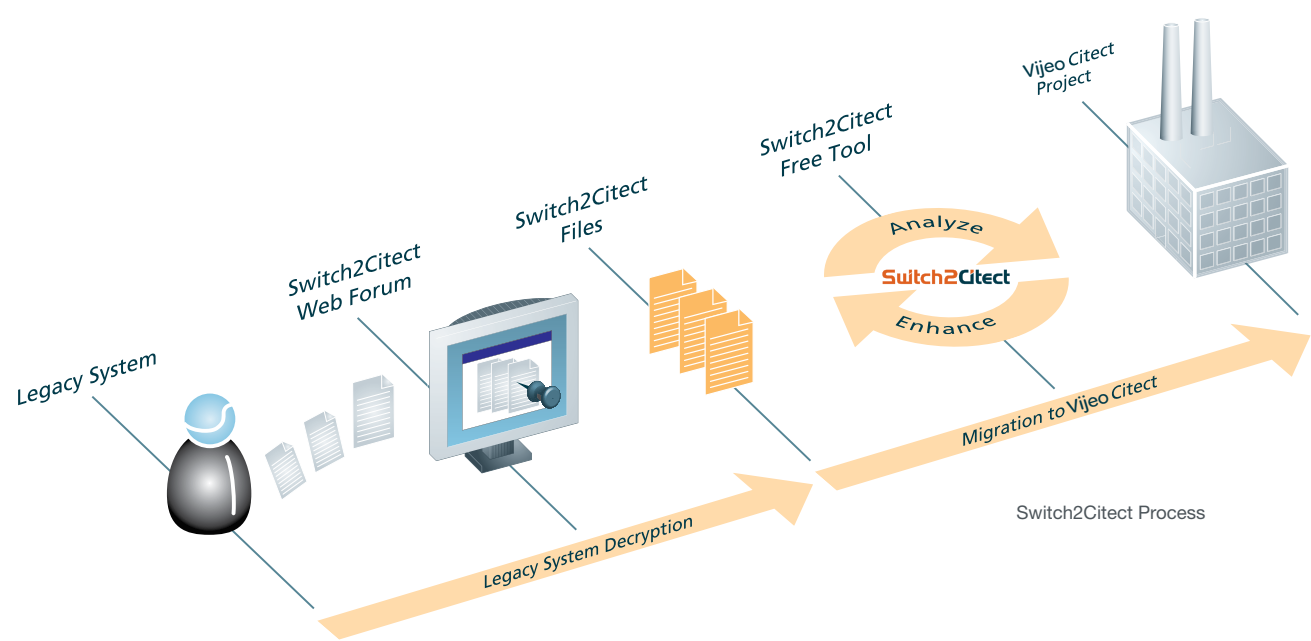 Legacy System
Switch2Citect
Web Forum
Switch2Citect
Files
Switch2Citect
Free Tool
Vijeo Citect
Project
Analyze
Switch2Citect
Enhance
Legacy System Decryption
Migration to Vijeo Citect
Switch2Citect Process